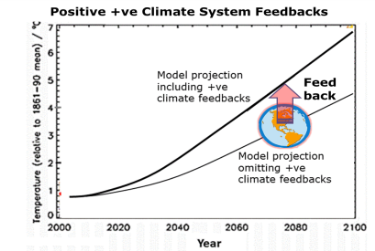 Positive +ve Climate System Feedbacks
Temperature (relative to 1861–90 mean) / °C
7
6
5
4
3
2
1
0
Model projection
including +ve
climate feedbacks
Feed
back
Model projection
omitting +ve
climate feedbacks
2000
2020
2040
2060
2080
2100
Year